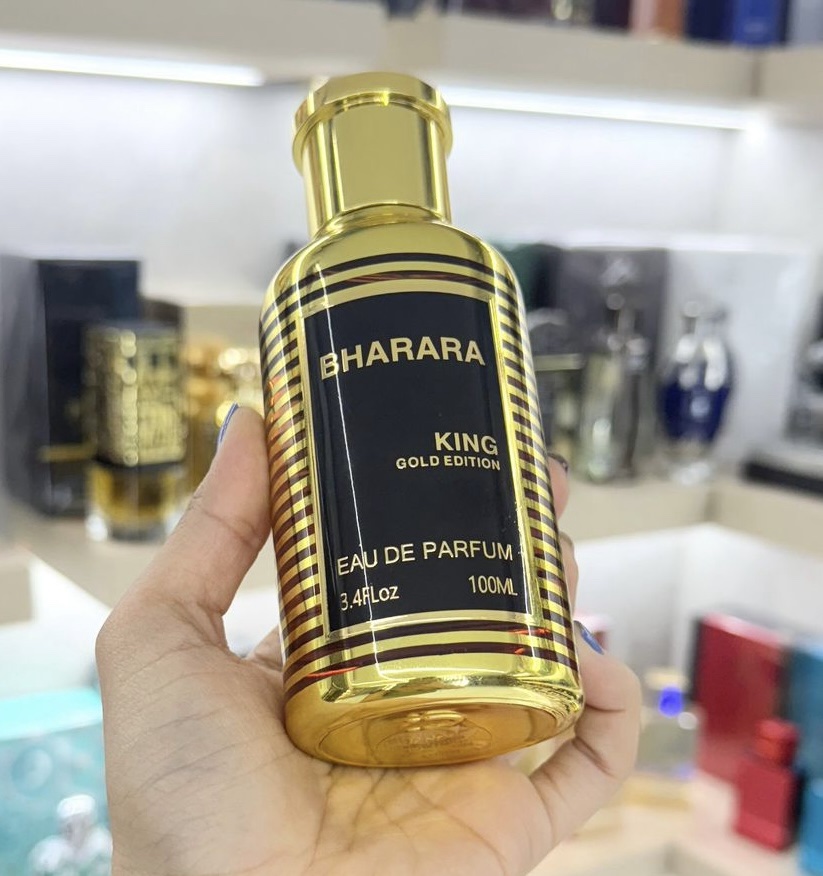 BHARARA
KING
GOLD EDITION
EAU DE PARFUM
3.4FLoz 100ML